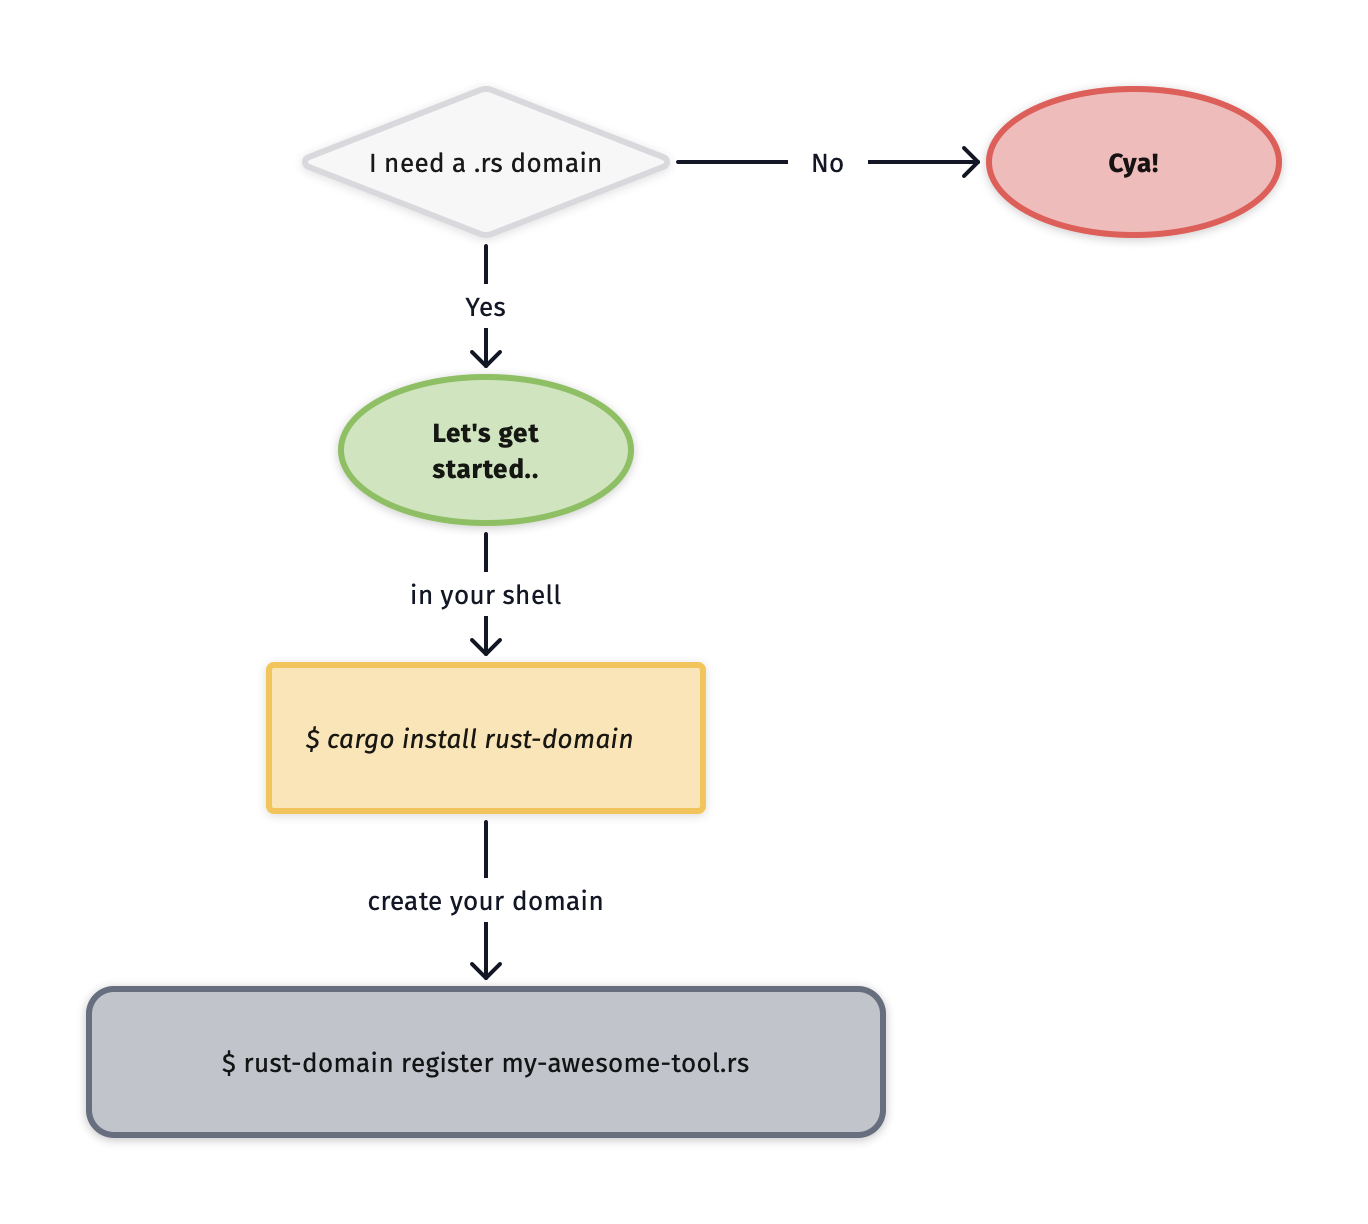 I need a .rs domain
No
Cya!
Yes
Let's get
started..
in your shell
$ cargo install rust-domain
create your domain
$ rust-domain register my-awesome-tool.rs